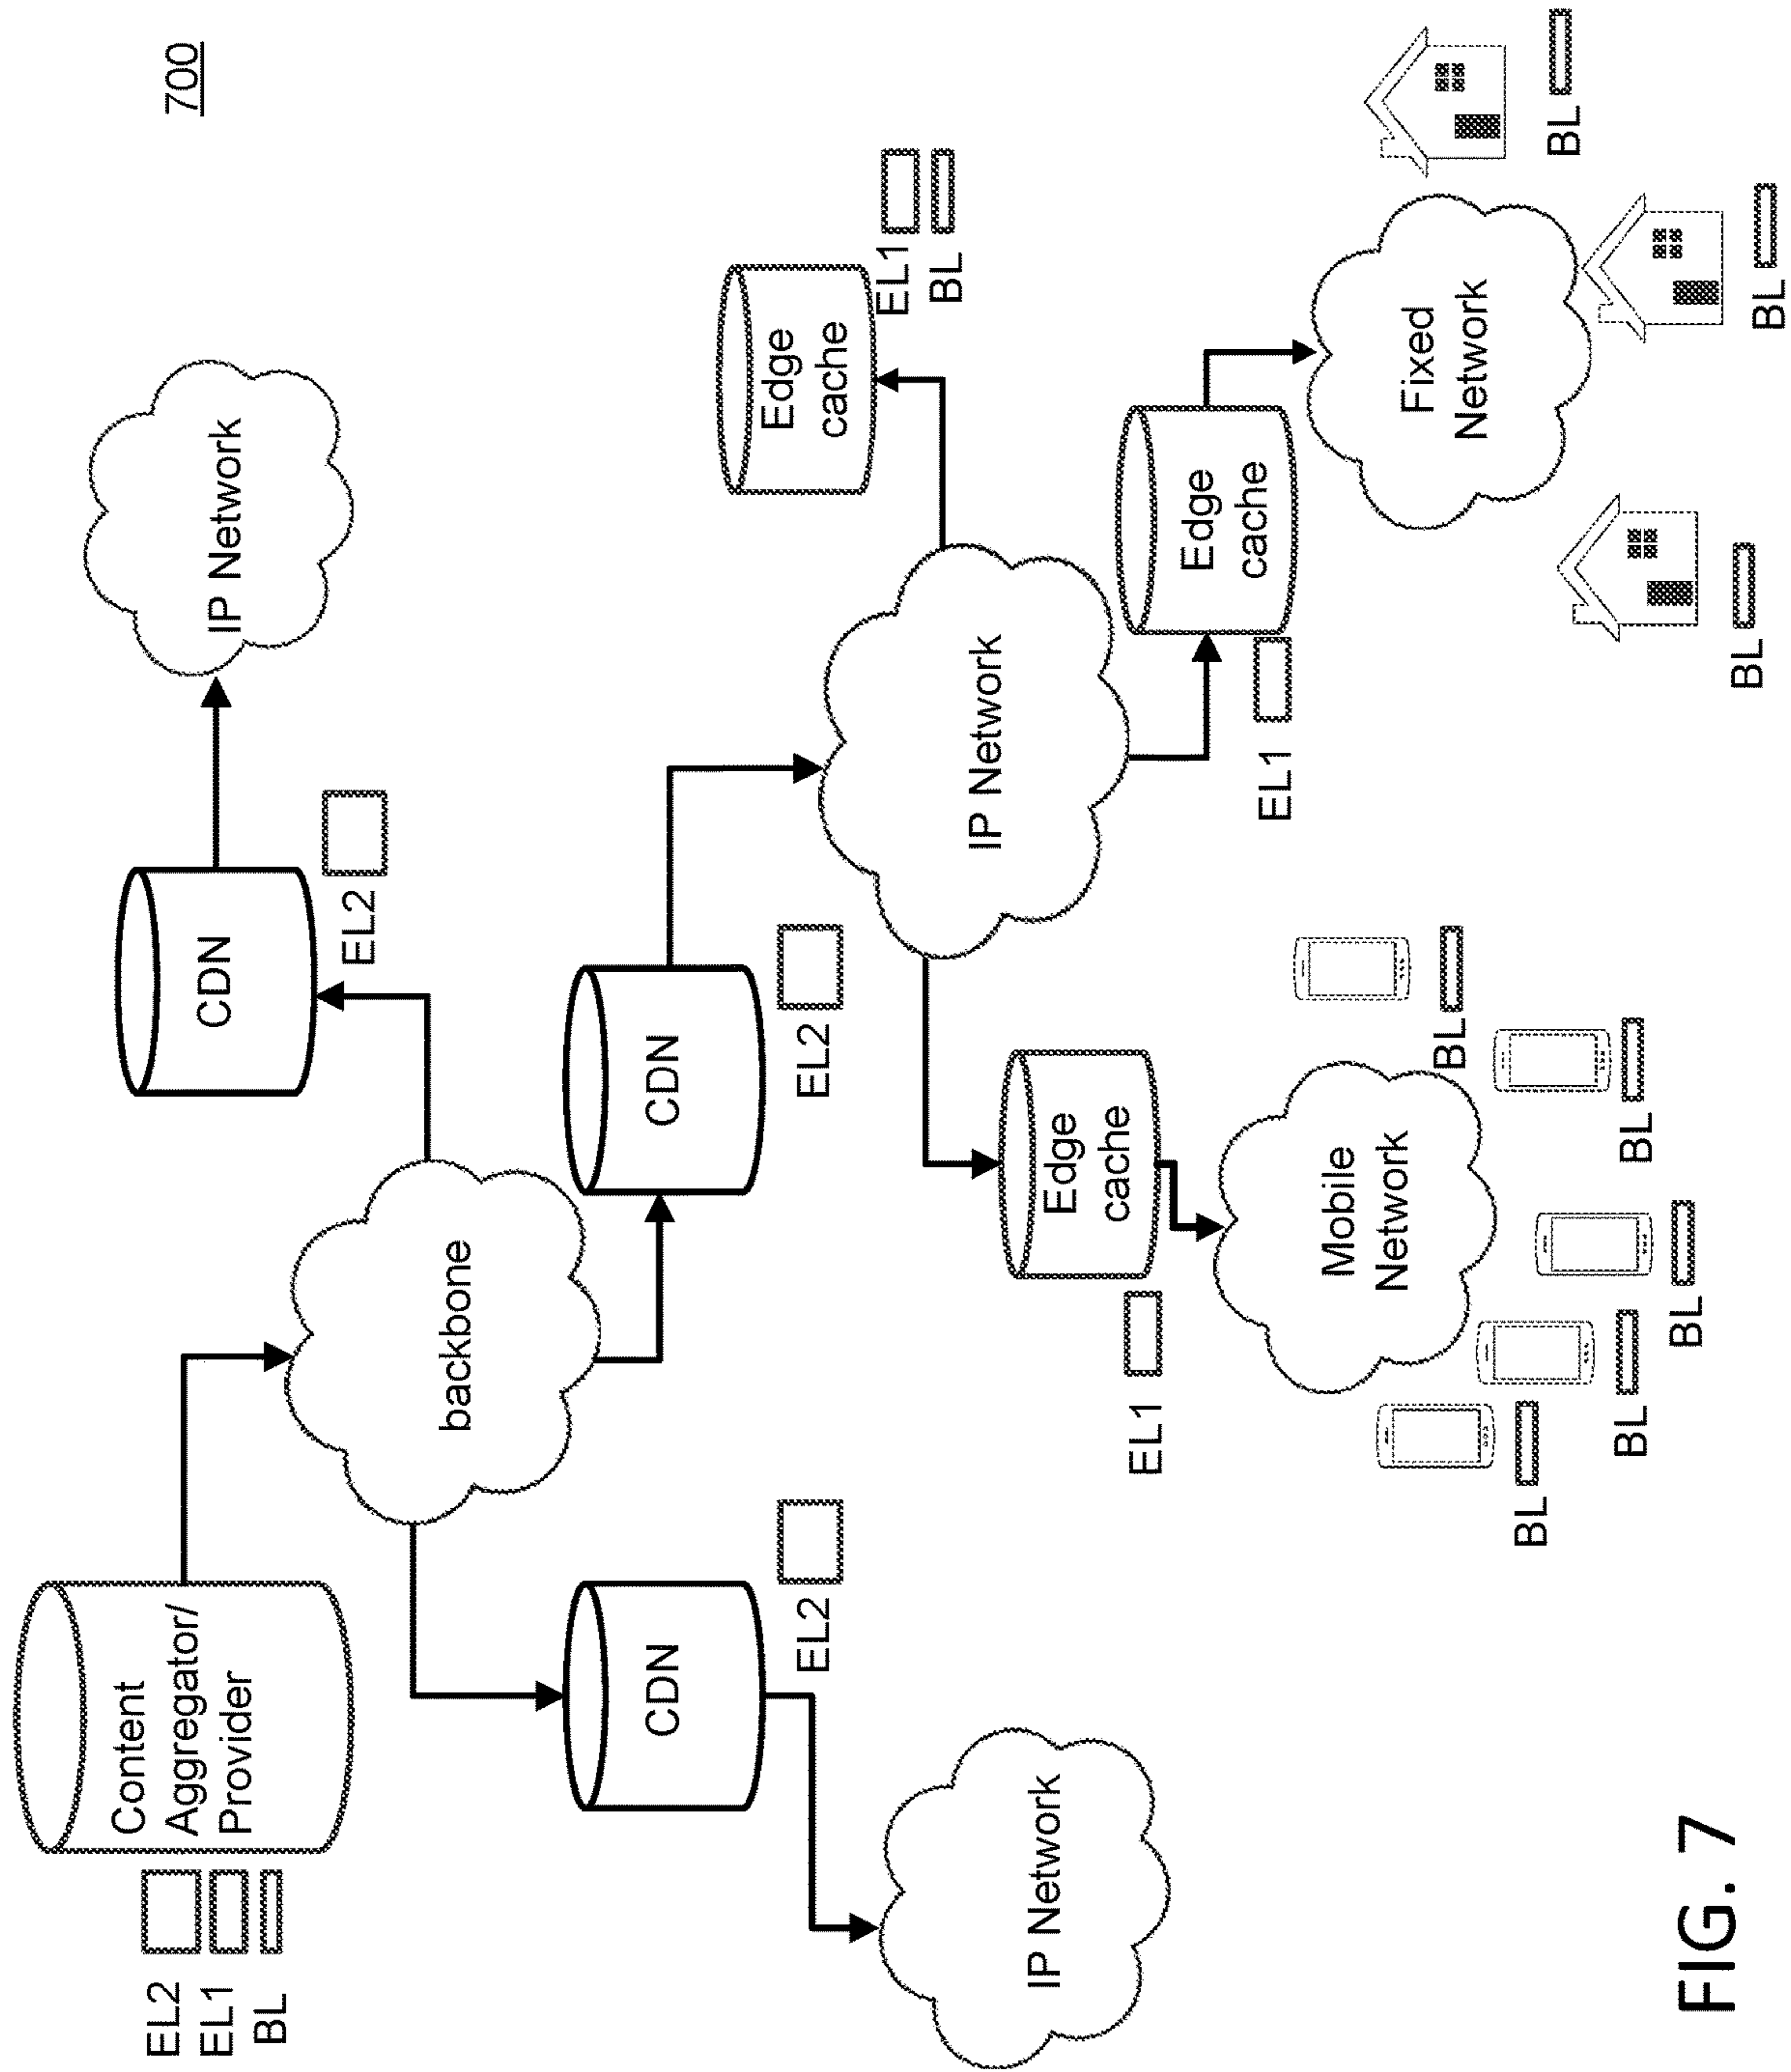 700
Content
Aggregator/
Provider
EL2
EL1
BL
backbone
CDN
EL2
IP Network
CDN
EL2
CDN
EL2
IP Network
IP Network
Edge
cache
EL1
BL
Edge
cache
EL1
Edge
cache
EL1
Mobile
Network
BL
BL
BL
BL
BL
Fixed
Network
BL
BL
BL
FIG. 7